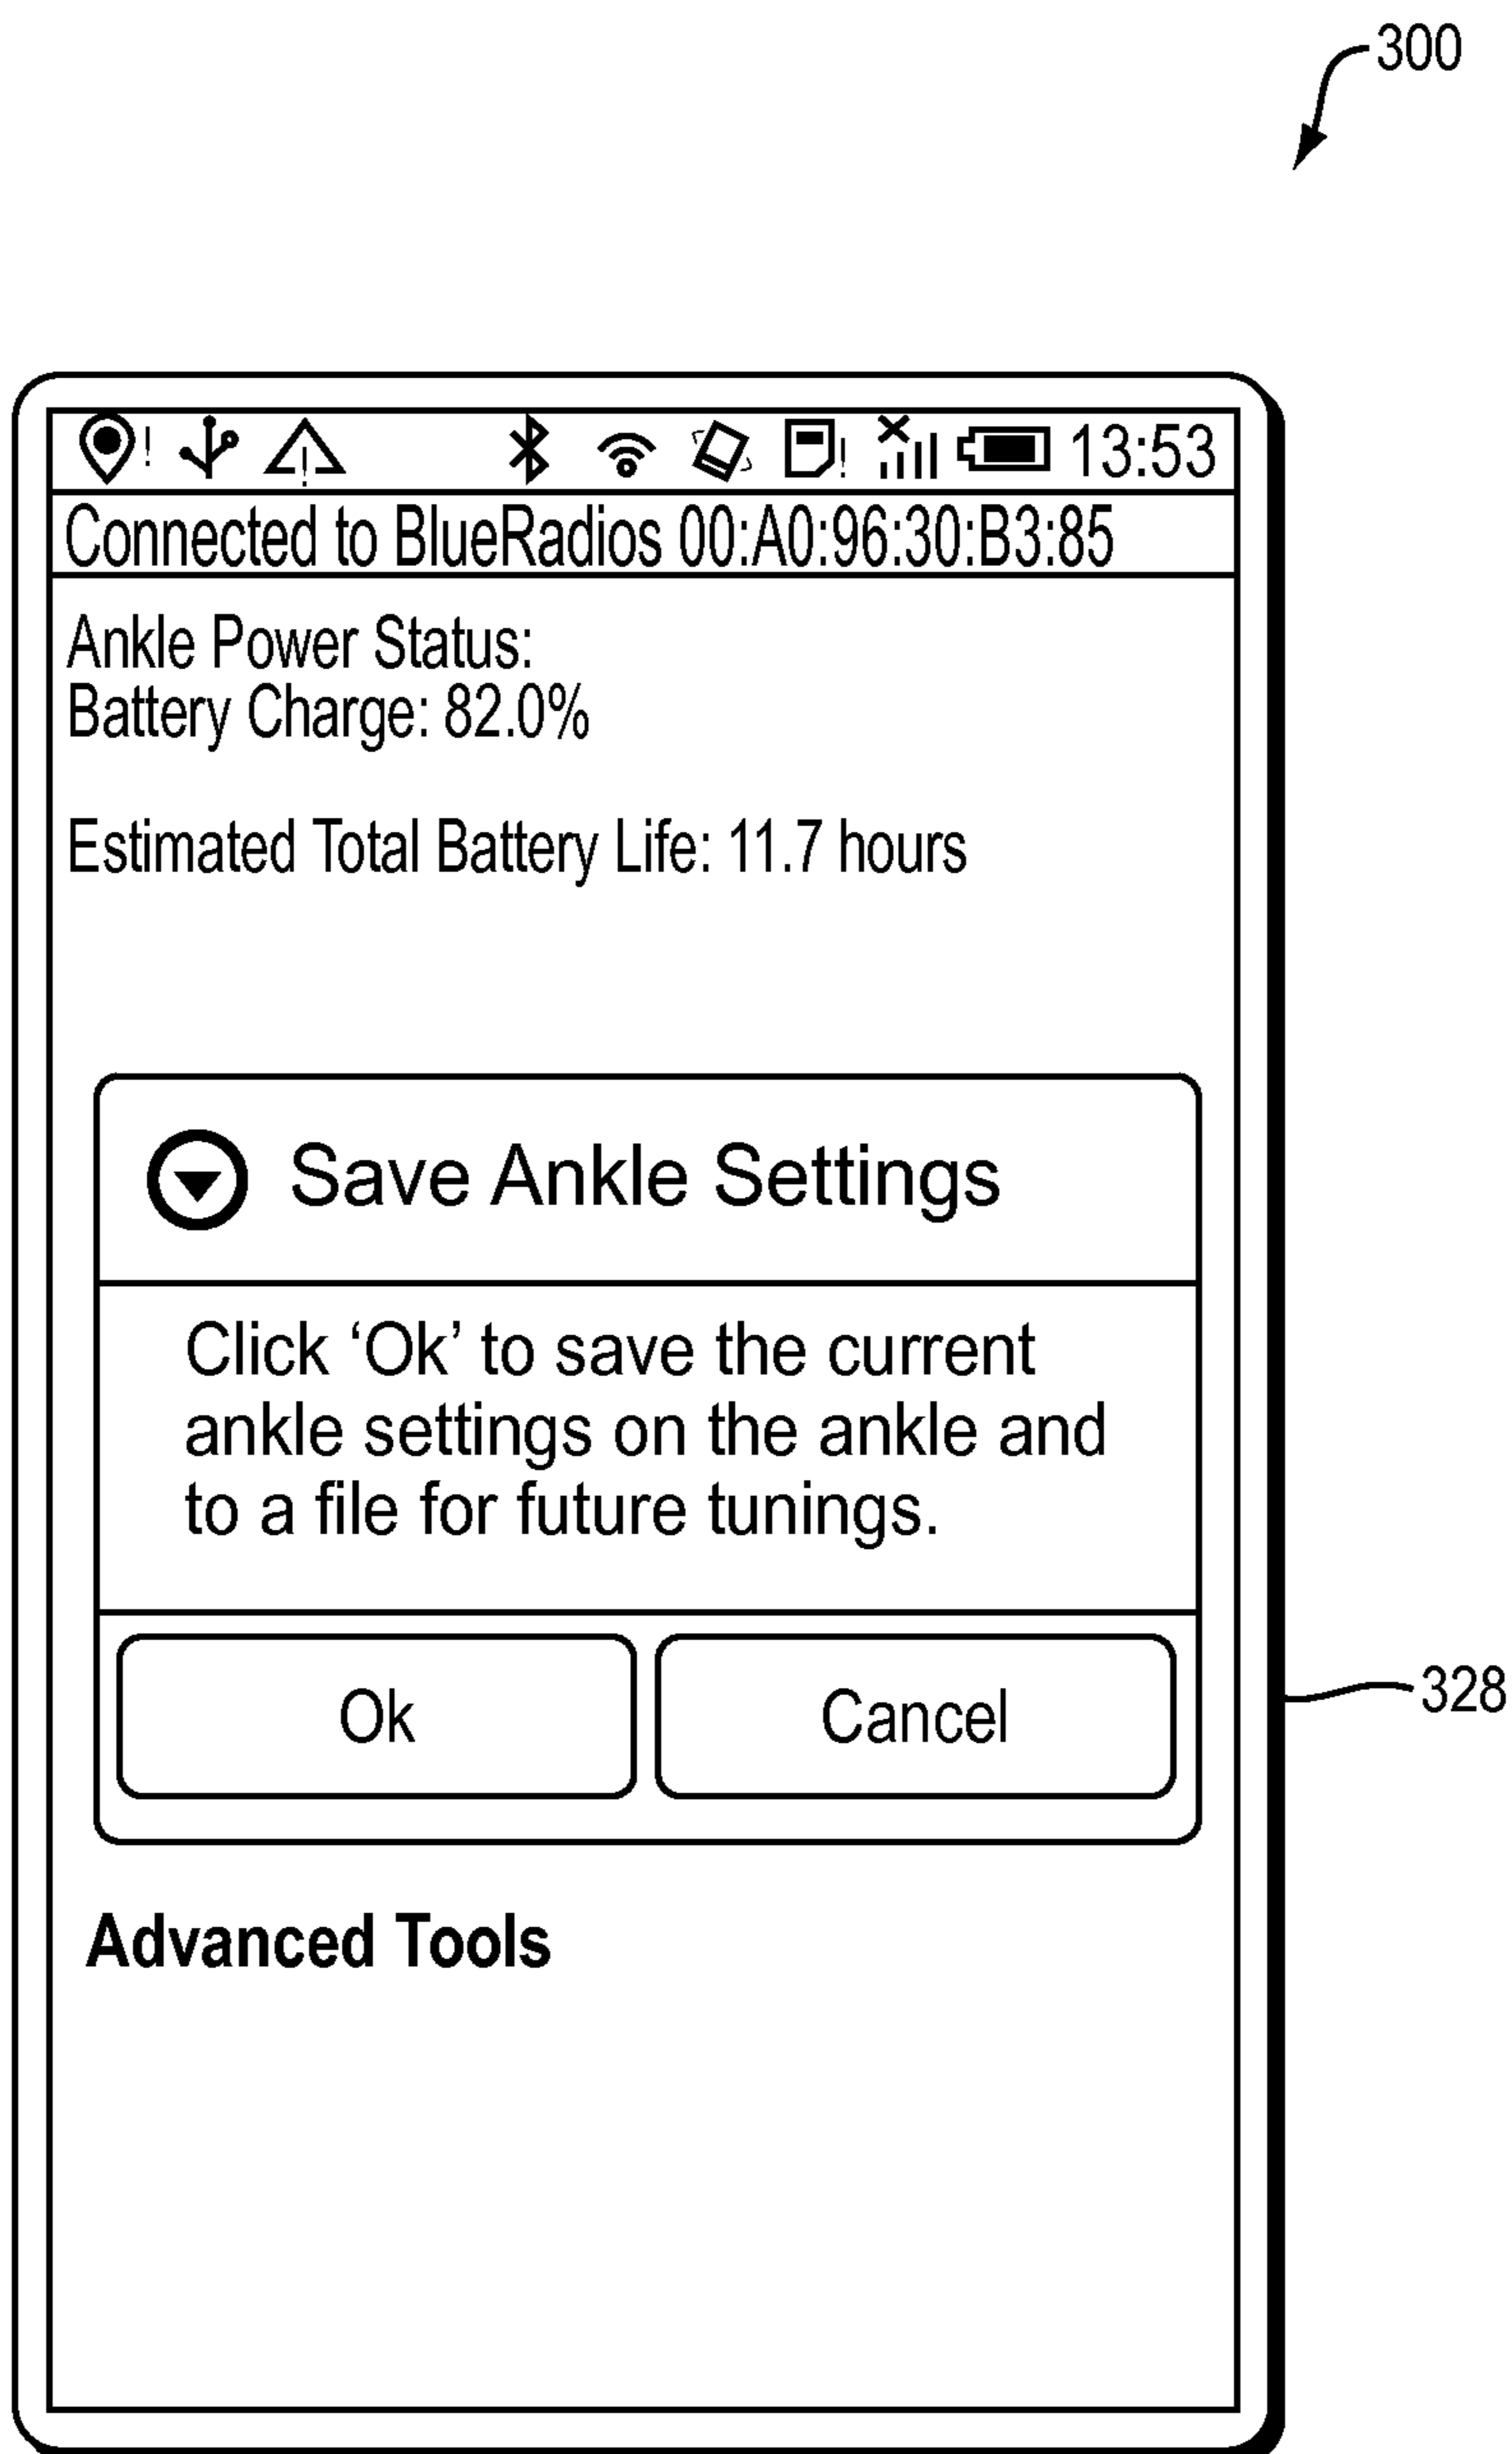 300
13:53
Connected to BlueRadios 00:A0:96:30:B3:85
Ankle Power Status:
Battery Charge: 82.0%
Estimated Total Battery Life: 11.7 hours
Save Ankle Settings
Click ‘Ok’ to save the current
ankle settings on the ankle and
to a file for future tunings.
Ok Cancel
328
Advanced Tools